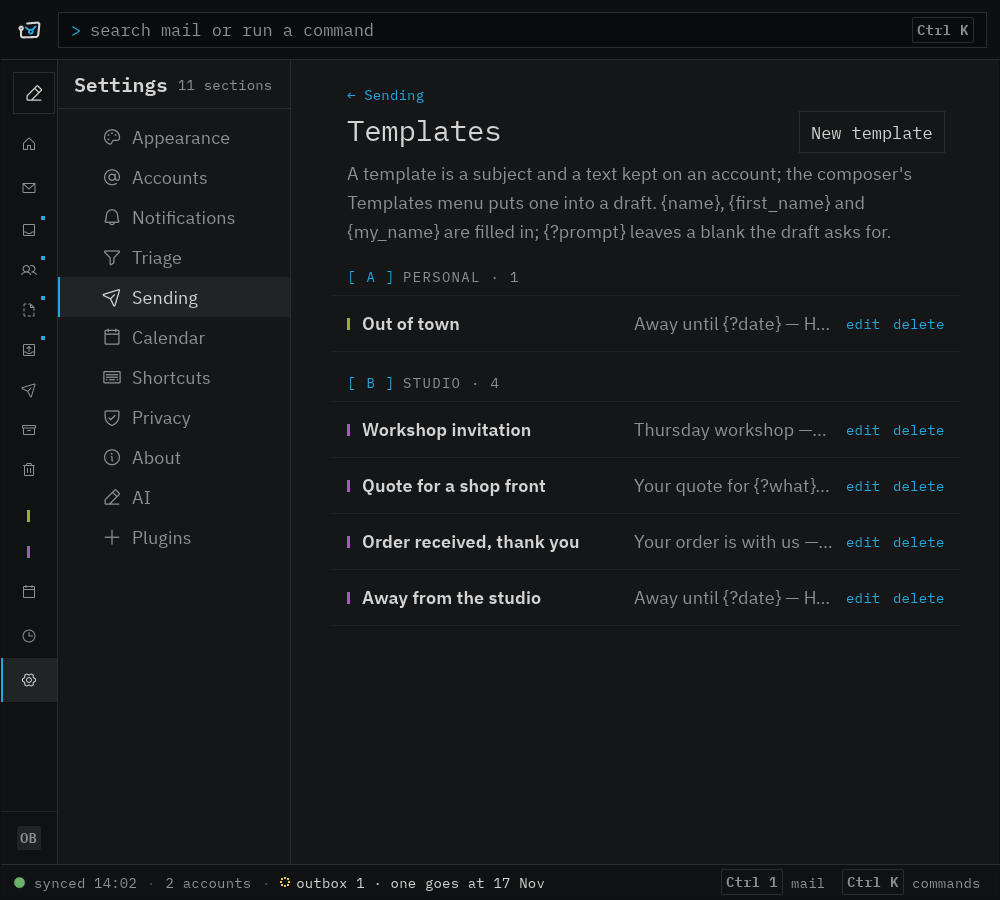 > search mail or run a command Ctrl K
Settings 11 sections
Appearance
Accounts
Notifications
Triage
Sending
Calendar
Shortcuts
Privacy
About
AI
Plugins
← Sending
Templates
New template
A template is a subject and a text kept on an account; the composer's
Templates menu puts one into a draft. {name}, {first_name} and
{my_name} are filled in; {?prompt} leaves a blank the draft asks for.
[ A ] PERSONAL · 1
Out of town Away until {?date} — H... edit delete
[ B ] STUDIO · 4
Workshop invitation Thursday workshop —... edit delete
Quote for a shop front Your quote for {?what}... edit delete
Order received, thank you Your order is with us —... edit delete
Away from the studio Away until {?date} — H... edit delete
OB
synced 14:02 · 2 accounts · outbox 1 · one goes at 17 Nov Ctrl 1 mail Ctrl K commands